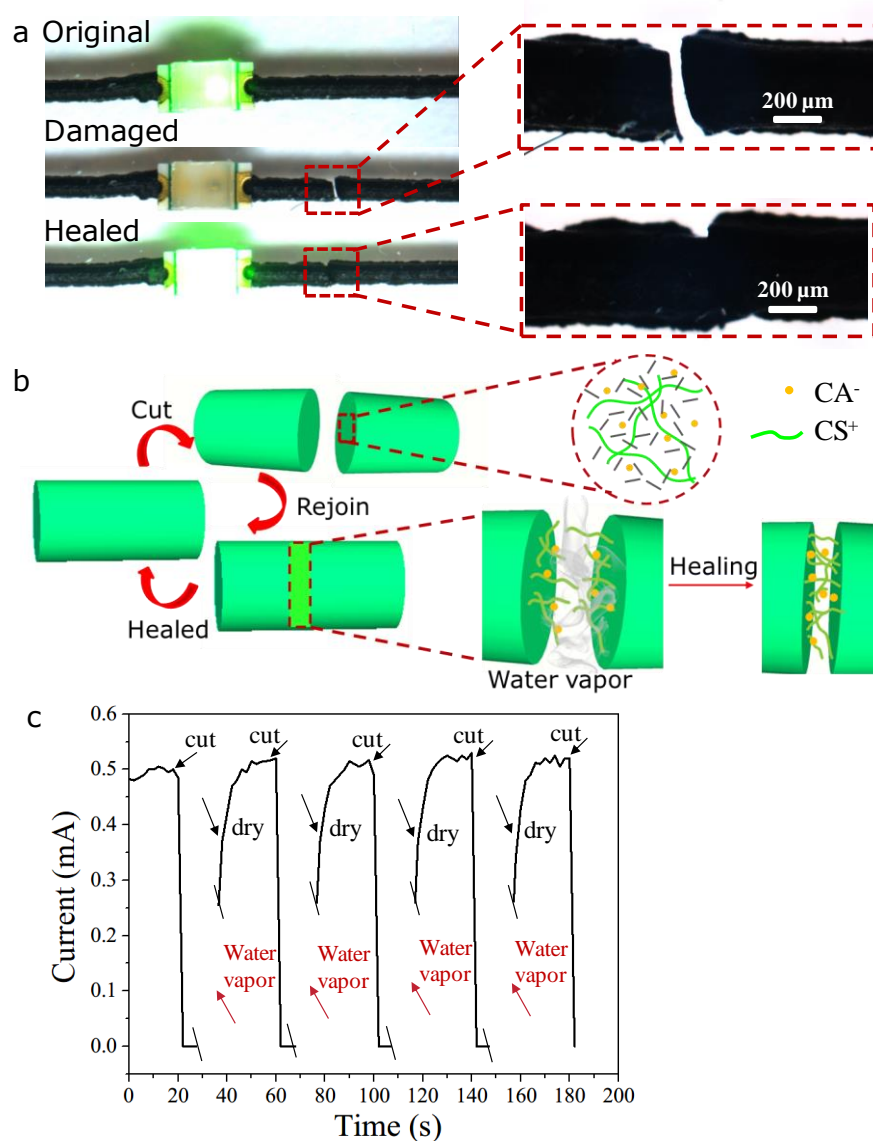 a Original
Damaged
Healed
200 μm
200 μm
b
Cut
Rejoin
Healed
CA⁻
CS⁺
Water vapor
Healing
c
cut
cut
cut
cut
cut
dry
dry
dry
dry
Water
vapor
Water
vapor
Water
vapor
Water
vapor
Current (mA)
0.6
0.5
0.4
0.3
0.2
0.1
0.0
0 20 40 60 80 100 120 140 160 180 200
Time (s)